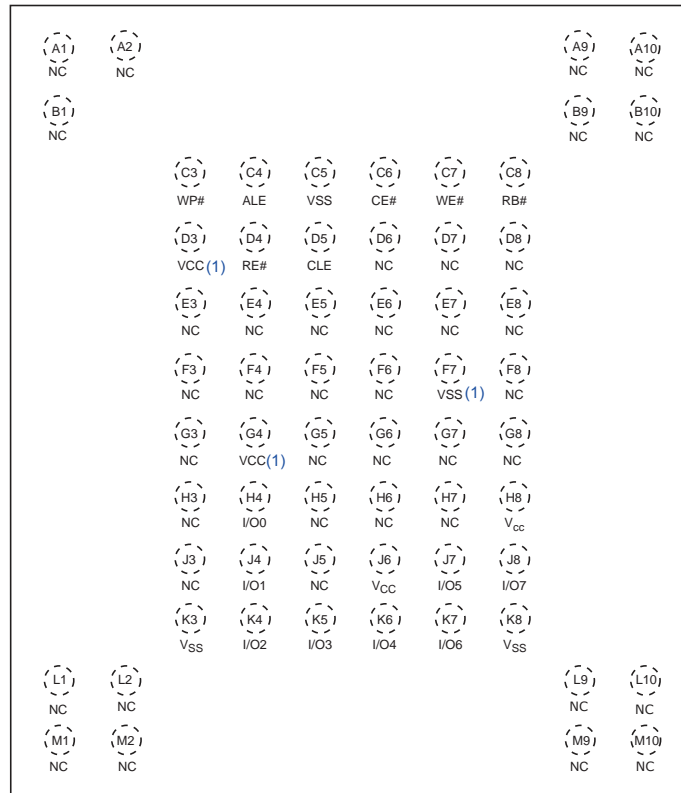 A1 A2 A9 A10
NC NC NC NC
B1 B9 B10
NC NC NC
C3 C4 C5 C6 C7 C8
WP# ALE VSS CE# WE# RB#
D3 D4 D5 D6 D7 D8
VCC(1) RE# CLE NC NC NC
E3 E4 E5 E6 E7 E8
NC NC NC NC NC NC
F3 F4 F5 F6 F7 F8
NC NC NC NC VSS(1) NC
G3 G4 G5 G6 G7 G8
NC VCC(1) NC NC NC NC
H3 H4 H5 H6 H7 H8
NC I/O0 NC NC NC Vcc
J3 J4 J5 J6 J7 J8
NC I/O1 NC VCC I/O5 I/O7
K3 K4 K5 K6 K7 K8
VSS I/O2 I/O3 I/O4 I/O6 VSS
L1 L2 L9 L10
NC NC NC NC
M1 M2 M9 M10
NC NC NC NC